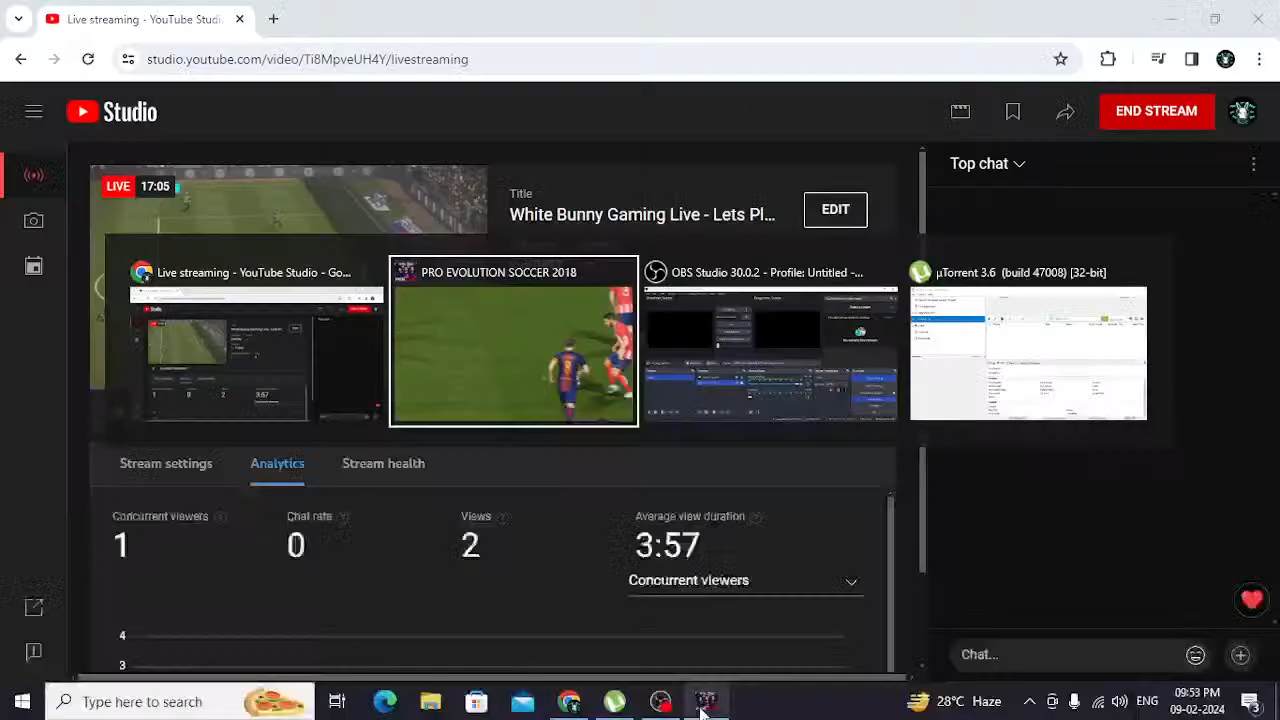 Live streaming - YouTube Studi
studio.youtube.com/video/Ti8MpveUH4Y/livestreaming
Studio
END STREAM
LIVE 17:05
Title
White Bunny Gaming Live - Lets Pl...
EDIT
Top chat
Live streaming - YouTube Studio - Go...
PRO EVOLUTION SOCCER 2018
OBS Studio 30.0.2 - Profile: Untitled -...
µTorrent 3.6 (build 47008) [32-bit]
Stream settings
Analytics
Stream health
Concurrent viewers
Chat rate
Views
Average view duration
1
0
2
3:57
Concurrent viewers
4
3
Chat...
Type here to search
28°C Haze
ENG
09:53 PM
09-02-2024